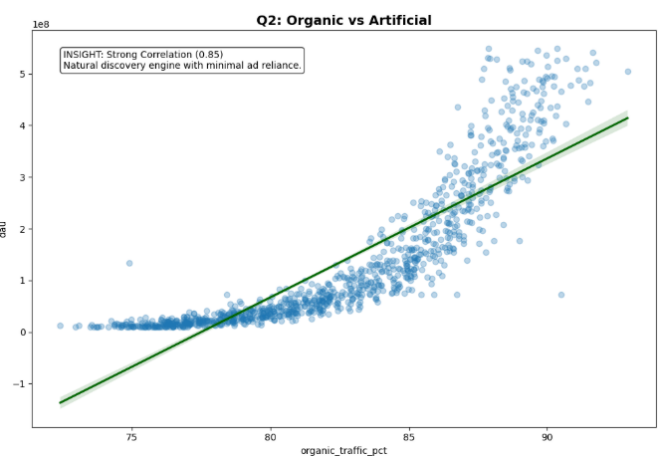 Q2: Organic vs Artificial
1e8
INSIGHT: Strong Correlation (0.85)
Natural discovery engine with minimal ad reliance.
5
4
3
2
1
0
−1
dau
75
80
85
90
organic_traffic_pct